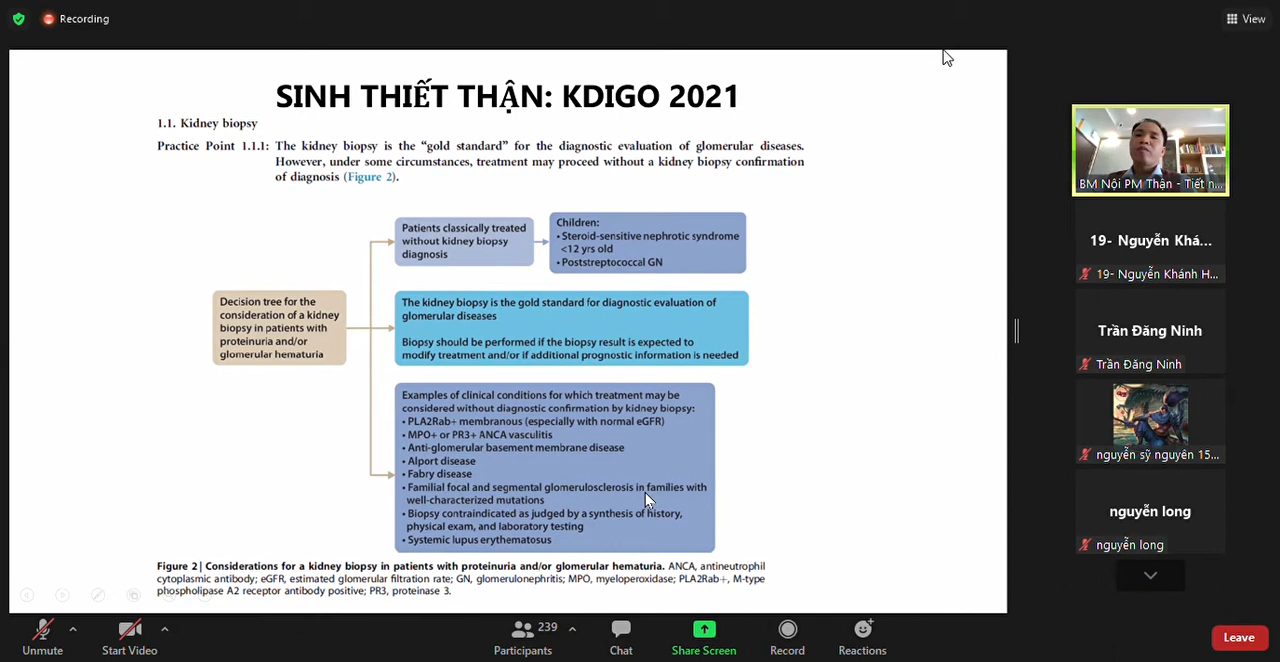 Recording
View
SINH THIẾT THẬN: KDIGO 2021
1.1. Kidney biopsy
Practice Point 1.1.1: The kidney biopsy is the “gold standard” for the diagnostic evaluation of glomerular diseases.
However, under some circumstances, treatment may proceed without a kidney biopsy confirmation
of diagnosis (Figure 2).
Patients classically treated
without kidney biopsy
diagnosis
Children:
• Steroid-sensitive nephrotic syndrome
<12 yrs old
• Poststreptococcal GN
Decision tree for the
consideration of a kidney
biopsy in patients with
proteinuria and/or
glomerular hematuria
The kidney biopsy is the gold standard for diagnostic evaluation of
glomerular diseases
Biopsy should be performed if the biopsy result is expected to
modify treatment and/or if additional prognostic information is needed
Examples of clinical conditions for which treatment may be
considered without diagnostic confirmation by kidney biopsy:
• PLA2Rab+ membranous (especially with normal eGFR)
• MPO+ or PR3+ ANCA vasculitis
• Anti-glomerular basement membrane disease
• Alport disease
• Fabry disease
• Familial focal and segmental glomerulosclerosis in families with
well-characterized mutations
• Biopsy contraindicated as judged by a synthesis of history,
physical exam, and laboratory testing
• Systemic lupus erythematosus
Figure 2 | Considerations for a kidney biopsy in patients with proteinuria and/or glomerular hematuria. ANCA, antineutrophil
cytoplasmic antibody; eGFR, estimated glomerular filtration rate; GN, glomerulonephritis; MPO, myeloperoxidase; PLA2Rab+, M-type
phospholipase A2 receptor antibody positive; PR3, proteinase 3.
BM Nội PM Thận - Tiết n...
19- Nguyễn Khá...
19- Nguyễn Khánh H...
Trần Đăng Ninh
Trần Đăng Ninh
nguyễn sỹ nguyên 15...
nguyễn long
nguyễn long
Unmute
Start Video
239
Participants
Chat
Share Screen
Record
Reactions
Leave